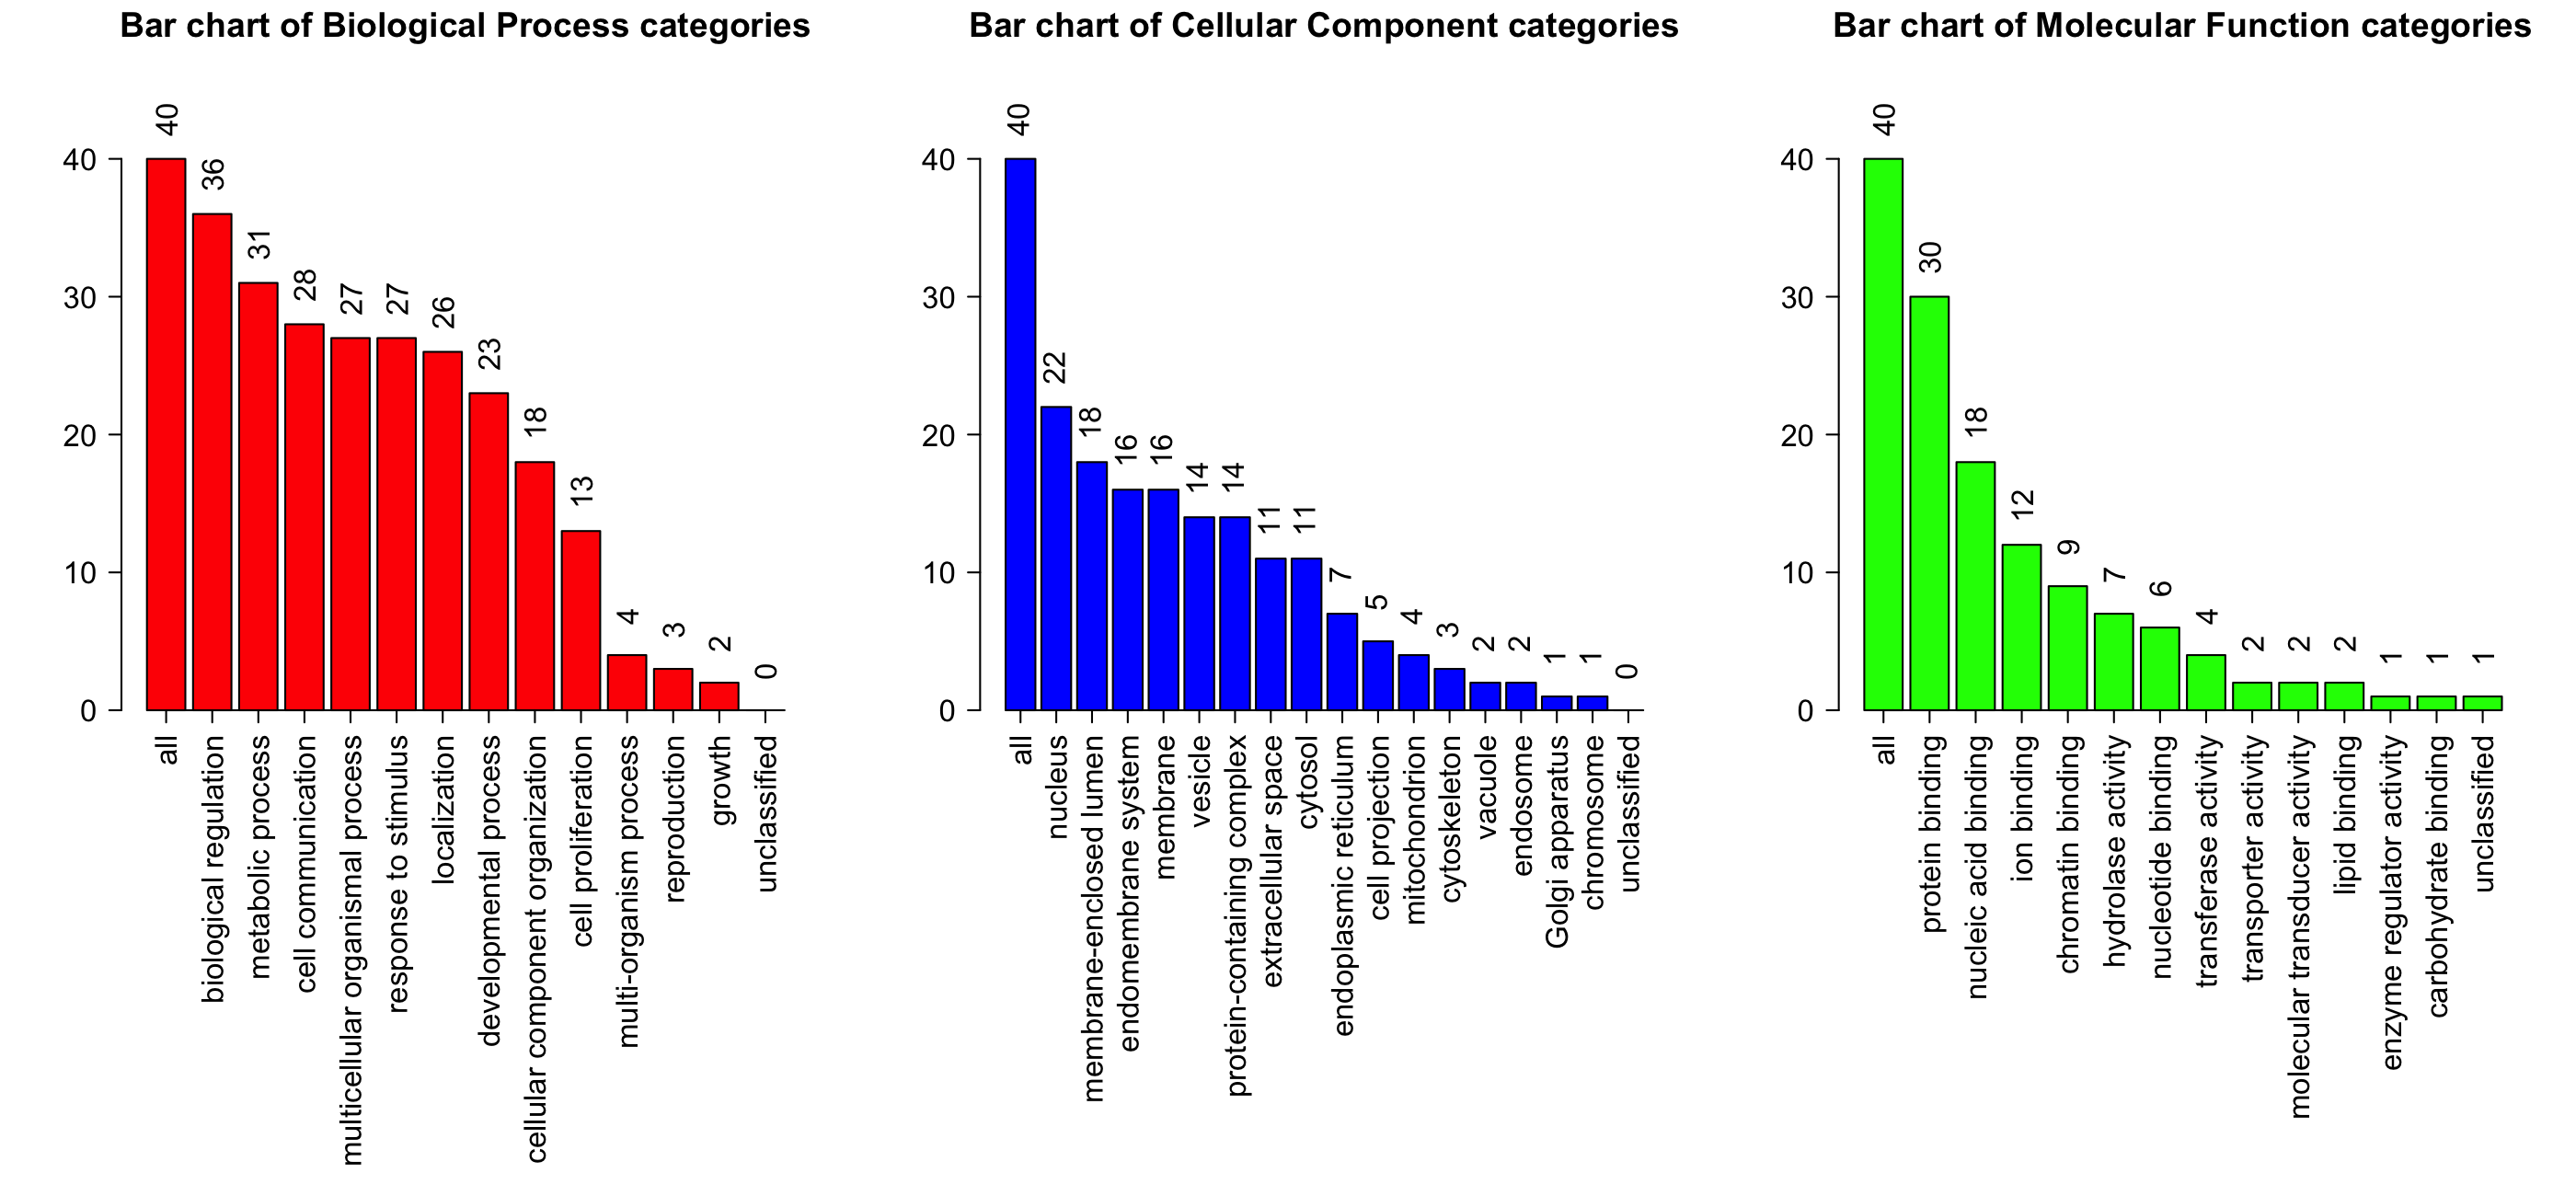 Bar chart of Biological Process categories
40
30
20
10
0
40
36
31
28
27
27
26
23
18
13
4
3
2
0
all
biological regulation
metabolic process
cell communication
multicellular organismal process
response to stimulus
localization
developmental process
cellular component organization
cell proliferation
multi-organism process
reproduction
growth
unclassified
Bar chart of Cellular Component categories
40
30
20
10
0
40
22
18
16
16
14
14
11
11
7
5
4
3
2
2
1
1
0
all
nucleus
membrane-enclosed lumen
endomembrane system
membrane
vesicle
protein-containing complex
extracellular space
cytosol
endoplasmic reticulum
cell projection
mitochondrion
cytoskeleton
vacuole
endosome
Golgi apparatus
chromosome
unclassified
Bar chart of Molecular Function categories
40
30
20
10
0
40
30
18
12
9
7
6
4
2
2
2
1
1
1
all
protein binding
nucleic acid binding
ion binding
chromatin binding
hydrolase activity
nucleotide binding
transferase activity
transporter activity
molecular transducer activity
lipid binding
enzyme regulator activity
carbohydrate binding
unclassified